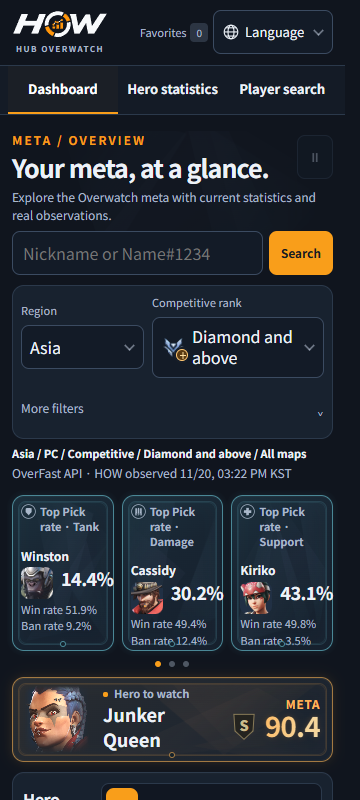 HOW
HUB OVERWATCH
Favorites 0
Language
Dashboard Hero statistics Player search
META / OVERVIEW
Your meta, at a glance.
Explore the Overwatch meta with current statistics and
real observations.
Nickname or Name#1234
Search
Region
Competitive rank
Asia
Diamond and
above
More filters
Asia / PC / Competitive / Diamond and above / All maps
OverFast API · HOW observed 11/20, 03:22 PM KST
Top Pick
rate · Tank
Winston
14.4%
Win rate 51.9%
Ban rate 9.2%
Top Pick
rate ·
Damage
Cassidy
30.2%
Win rate 49.4%
Ban rate 12.4%
Top Pick
rate ·
Support
Kiriko
43.1%
Win rate 49.8%
Ban rate 3.5%
Hero to watch
Junker
Queen
S
META
90.4
Hero